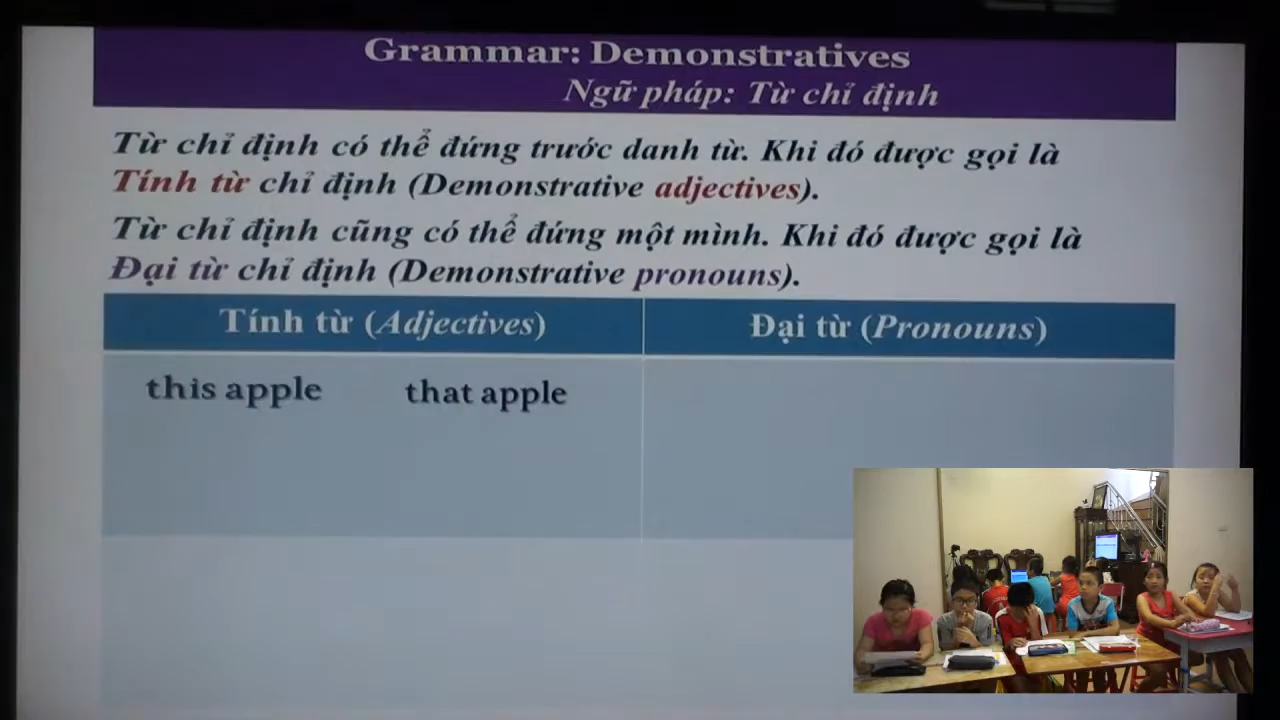 Grammar: Demonstratives
Ngữ pháp: Từ chỉ định
Từ chỉ định có thể đứng trước danh từ. Khi đó được gọi là
Tính từ chỉ định (Demonstrative adjectives).
Từ chỉ định cũng có thể đứng một mình. Khi đó được gọi là
Đại từ chỉ định (Demonstrative pronouns).
Tính từ (Adjectives)
Đại từ (Pronouns)
this apple that apple